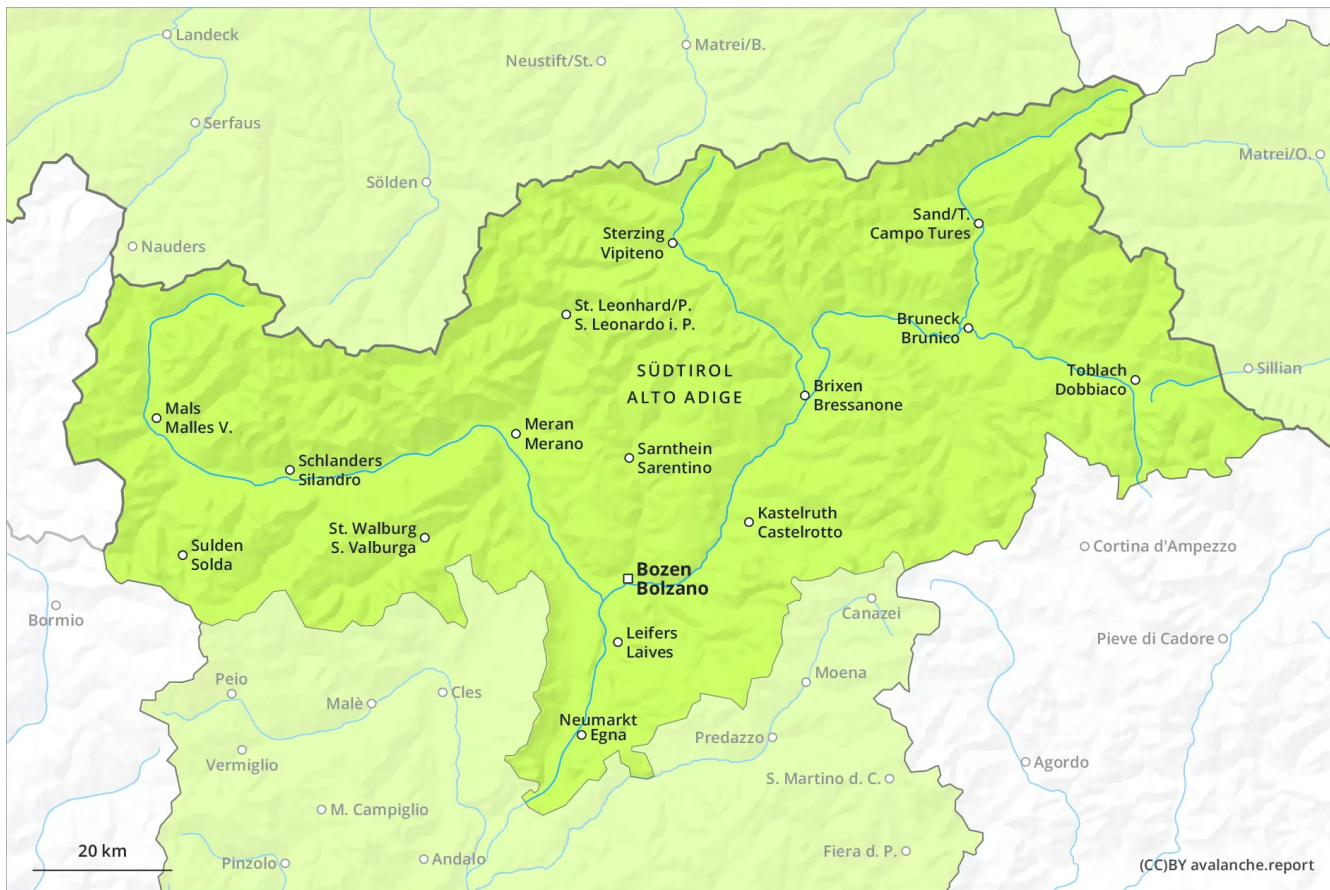 Landeck
Matrei/B.
Neustift/St.
Serfaus
Matrei/O.
Sölden
Sand/T.
Campo Tures
Sterzing
Vipiteno
Nauders
St. Leonhard/P.
S. Leonardo i. P.
Bruneck
Brunico
SÜDTIROL
ALTO ADIGE
Toblach
Dobbiaco
Sillian
Brixen
Bressanone
Mals
Malles V.
Meran
Merano
Schlanders
Silandro
Sarnthein
Sarentino
Kastelruth
Castelrotto
St. Walburg
S. Valburga
Sulden
Solda
Cortina d'Ampezzo
Bozen
Bolzano
Bormio
Canazei
Leifers
Laives
Pieve di Cadore
Peio
Moena
Malè
Cles
Neumarkt
Egna
Predazzo
Vermiglio
Agordo
S. Martino d. C.
M. Campiglio
20 km
Pinzolo
Andalo
Fiera d. P.
(CC)BY avalanche.report